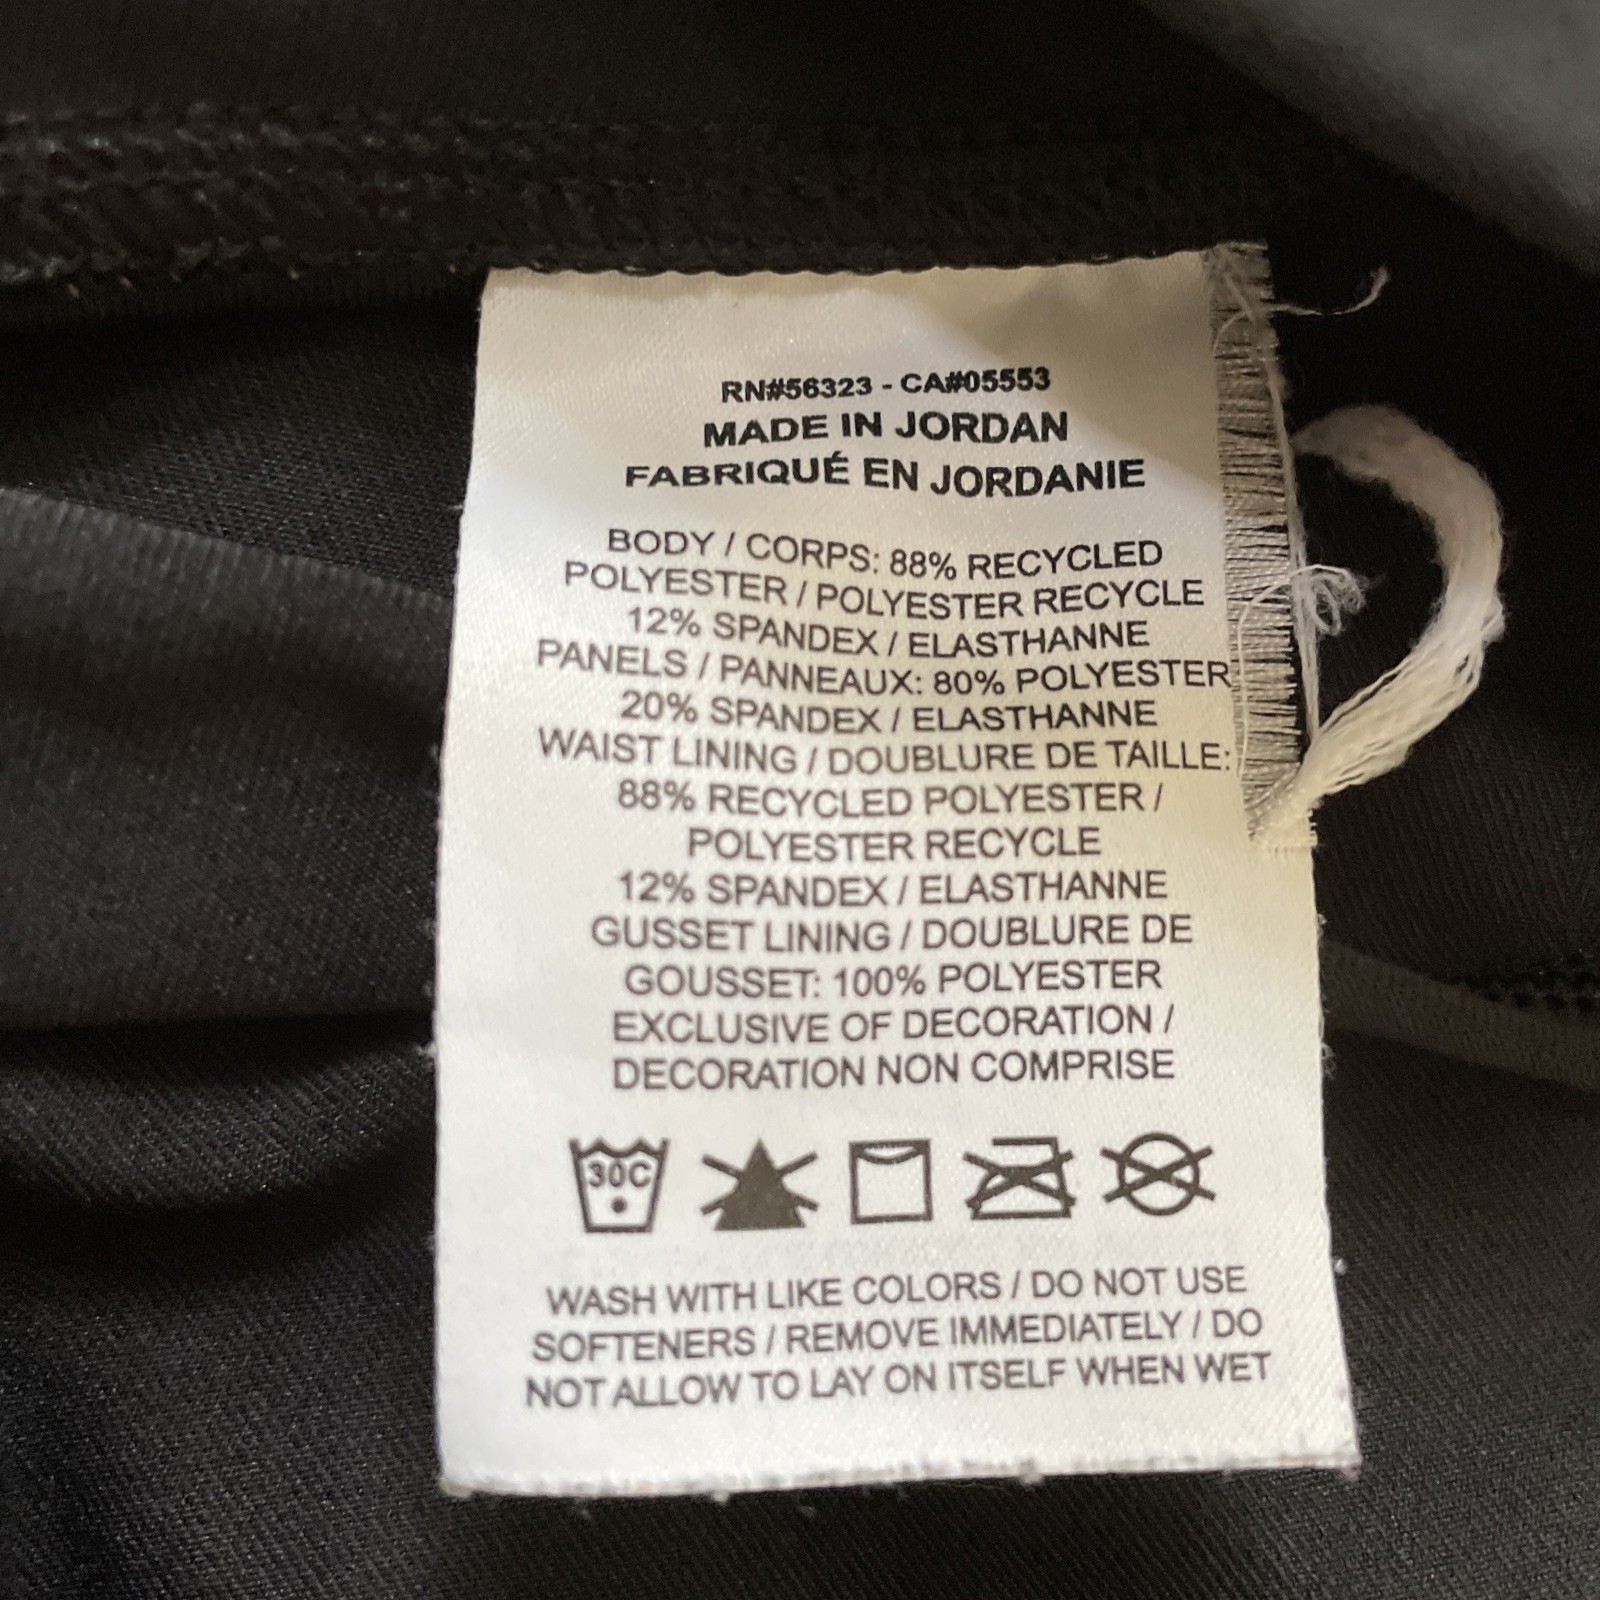 RN#56323 - CA#05553
MADE IN JORDAN
FABRIQUÉ EN JORDANIE
BODY / CORPS: 88% RECYCLED
POLYESTER / POLYESTER RECYCLE
12% SPANDEX / ELASTHANNE
PANELS / PANNEAUX: 80% POLYESTER
20% SPANDEX / ELASTHANNE
WAIST LINING / DOUBLURE DE TAILLE:
88% RECYCLED POLYESTER /
POLYESTER RECYCLE
12% SPANDEX / ELASTHANNE
GUSSET LINING / DOUBLURE DE
GOUSSET: 100% POLYESTER
EXCLUSIVE OF DECORATION /
DECORATION NON COMPRISE
30C
WASH WITH LIKE COLORS / DO NOT USE
SOFTENERS / REMOVE IMMEDIATELY / DO
NOT ALLOW TO LAY ON ITSELF WHEN WET